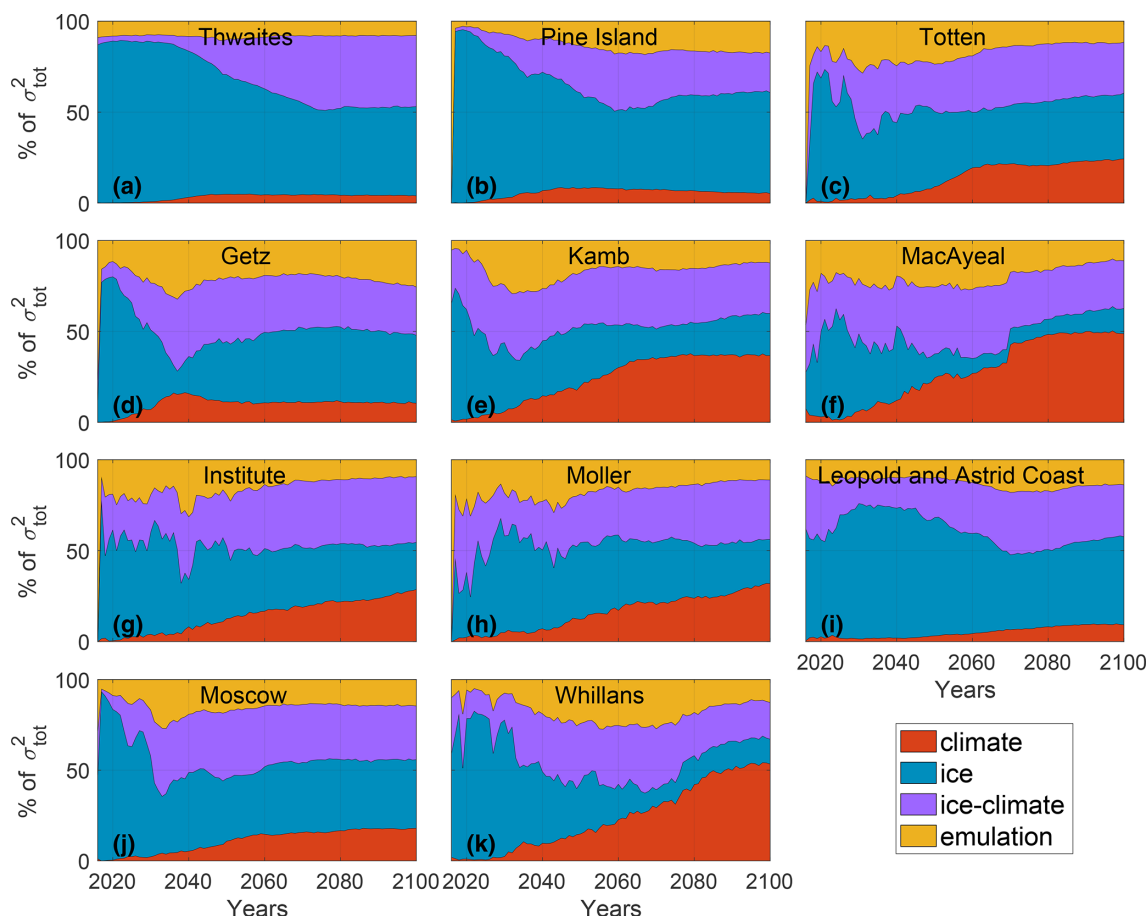 Thwaites
Pine Island
Totten
100
50
0
% of σ²tot
(a)
(b)
(c)
Getz
Kamb
MacAyeal
100
50
0
% of σ²tot
(d)
(e)
(f)
Institute
Moller
Leopold and Astrid Coast
100
50
0
% of σ²tot
(g)
(h)
(i)
2020 2040 2060 2080 2100
Years
Moscow
Whillans
100
50
0
% of σ²tot
(j)
(k)
2020 2040 2060 2080 2100
2020 2040 2060 2080 2100
Years
Years
climate
ice
ice-climate
emulation